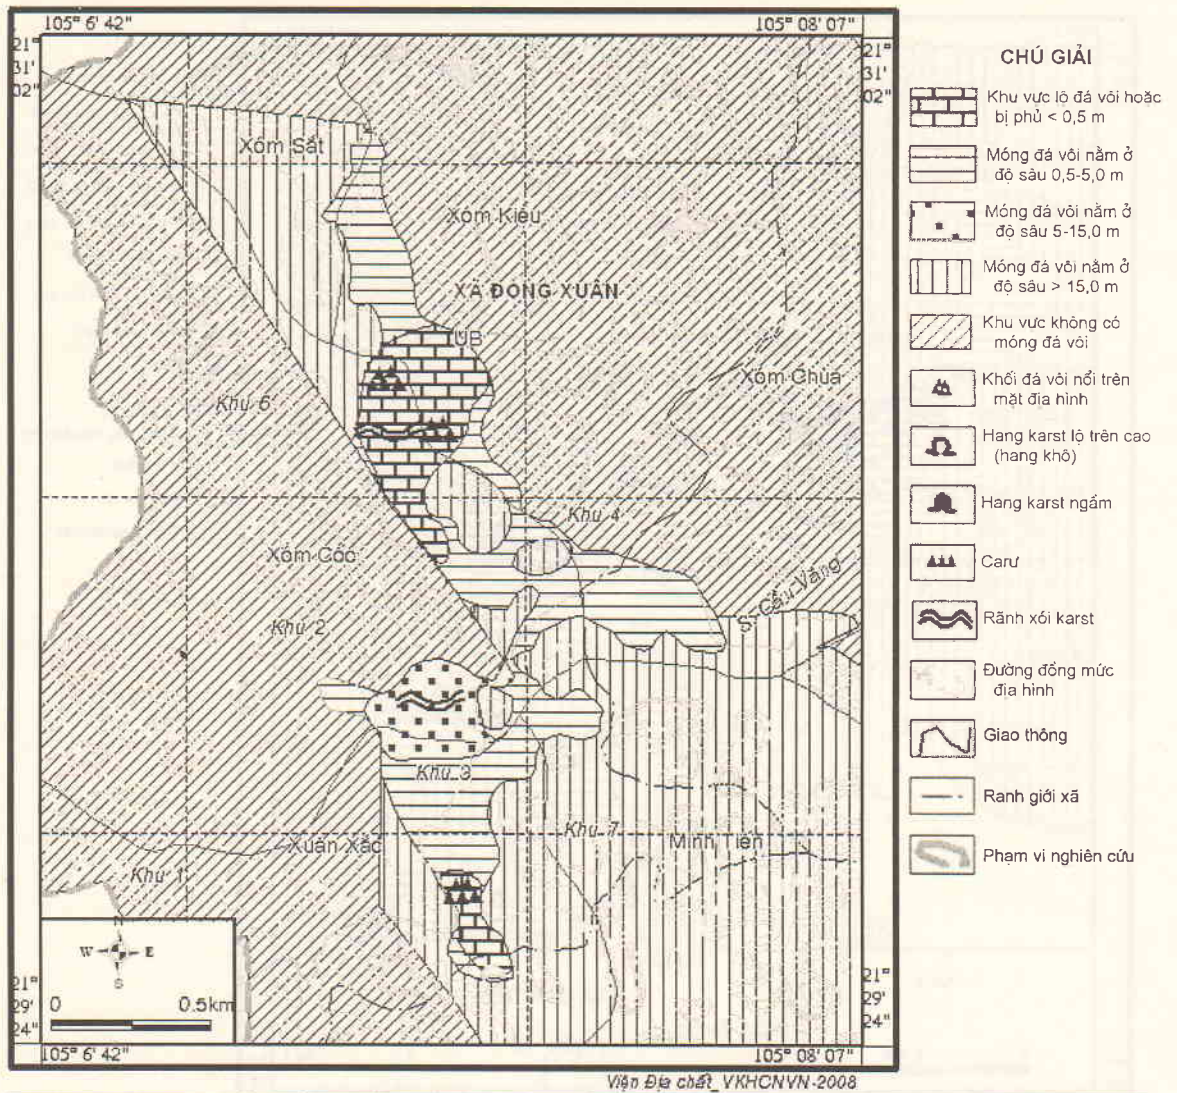 105° 6' 42"
105° 08' 07"
21°
31'
02"
21°
31'
02"
Xóm Sắt
Xóm Kiều
XÃ ĐỒNG XUÂN
UB
Xóm Chùa
Khu 6
Khu 4
Xóm Cóc
S. Cầu Vắng
Khu 2
Khu 3
Khu 7
Minh Tiến
Xuân Xắc
Khu 1
N
W
E
S
0
0.5km
21°
29'
24"
21°
29'
24"
105° 6' 42"
105° 08' 07"
Viện Địa chất_VKHCNVN-2008
CHÚ GIẢI
Khu vực lộ đá vôi hoặc
bị phủ < 0,5 m
Móng đá vôi nằm ở
độ sâu 0,5-5,0 m
Móng đá vôi nằm ở
độ sâu 5-15,0 m
Móng đá vôi nằm ở
độ sâu > 15,0 m
Khu vực không có
móng đá vôi
Khối đá vôi nổi trên
mặt địa hình
Hang karst lộ trên cao
(hang khô)
Hang karst ngầm
Carư
Rãnh xói karst
Đường đồng mức
địa hình
Giao thông
Ranh giới xã
Phạm vi nghiên cứu